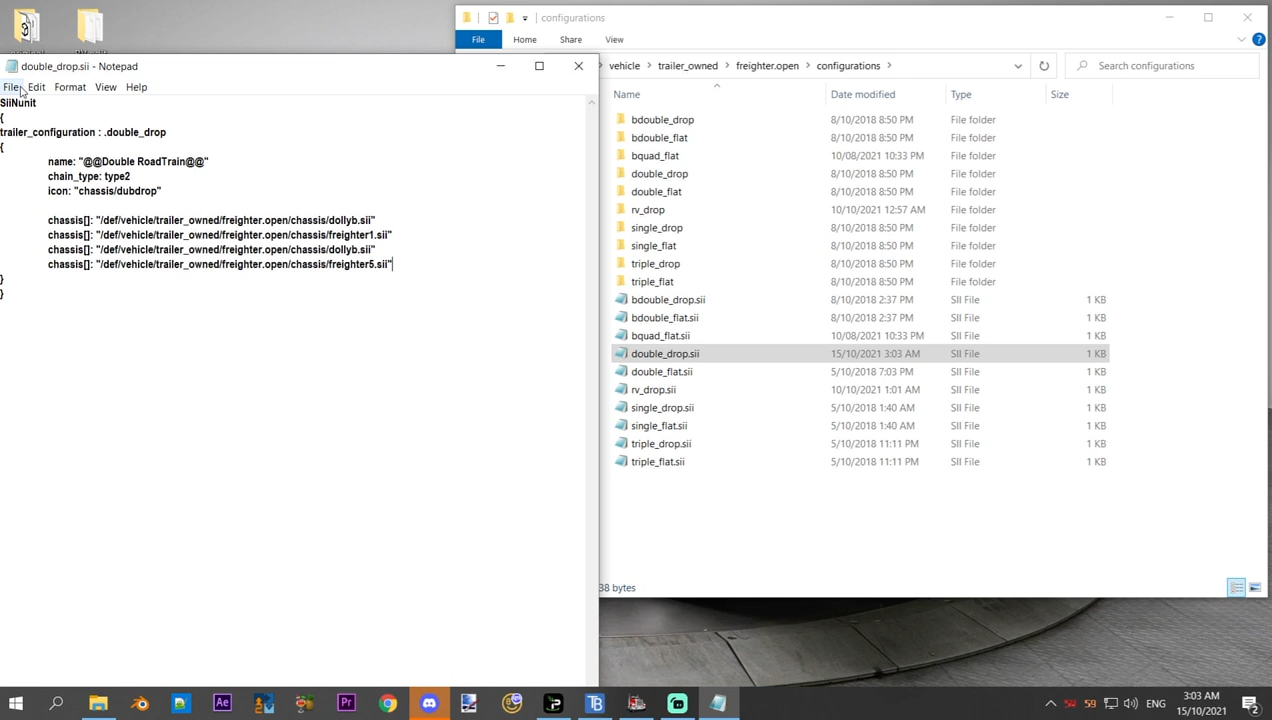 configurations
File
Home
Share
View
vehicle
trailer_owned
freighter.open
configurations
Search configurations
double_drop.sii - Notepad
File
Edit
Format
View
Help
SiiNunit
{
trailer_configuration : .double_drop
{
name: "@@Double RoadTrain@@"
chain_type: type2
icon: "chassis/dubdrop"
chassis[]: "/def/vehicle/trailer_owned/freighter.open/chassis/dollyb.sii"
chassis[]: "/def/vehicle/trailer_owned/freighter.open/chassis/freighter1.sii"
chassis[]: "/def/vehicle/trailer_owned/freighter.open/chassis/dollyb.sii"
chassis[]: "/def/vehicle/trailer_owned/freighter.open/chassis/freighter5.sii"
}
}
Name Date modified Type Size
bdouble_drop 8/10/2018 8:50 PM File folder
bdouble_flat 8/10/2018 8:50 PM File folder
bquad_flat 10/08/2021 10:33 PM File folder
double_drop 8/10/2018 8:50 PM File folder
double_flat 8/10/2018 8:50 PM File folder
rv_drop 10/10/2021 12:57 AM File folder
single_drop 8/10/2018 8:50 PM File folder
single_flat 8/10/2018 8:50 PM File folder
triple_drop 8/10/2018 8:50 PM File folder
triple_flat 8/10/2018 8:50 PM File folder
bdouble_drop.sii 8/10/2018 2:37 PM SII File 1 KB
bdouble_flat.sii 8/10/2018 2:37 PM SII File 1 KB
bquad_flat.sii 10/08/2021 10:33 PM SII File 1 KB
double_drop.sii 15/10/2021 3:03 AM SII File 1 KB
double_flat.sii 5/10/2018 7:03 PM SII File 1 KB
rv_drop.sii 10/10/2021 1:01 AM SII File 1 KB
single_drop.sii 5/10/2018 1:40 AM SII File 1 KB
single_flat.sii 5/10/2018 1:40 AM SII File 1 KB
triple_drop.sii 5/10/2018 11:11 PM SII File 1 KB
triple_flat.sii 5/10/2018 11:11 PM SII File 1 KB
38 bytes
Ae
Pr
TB
59
ENG
3:03 AM
15/10/2021
2